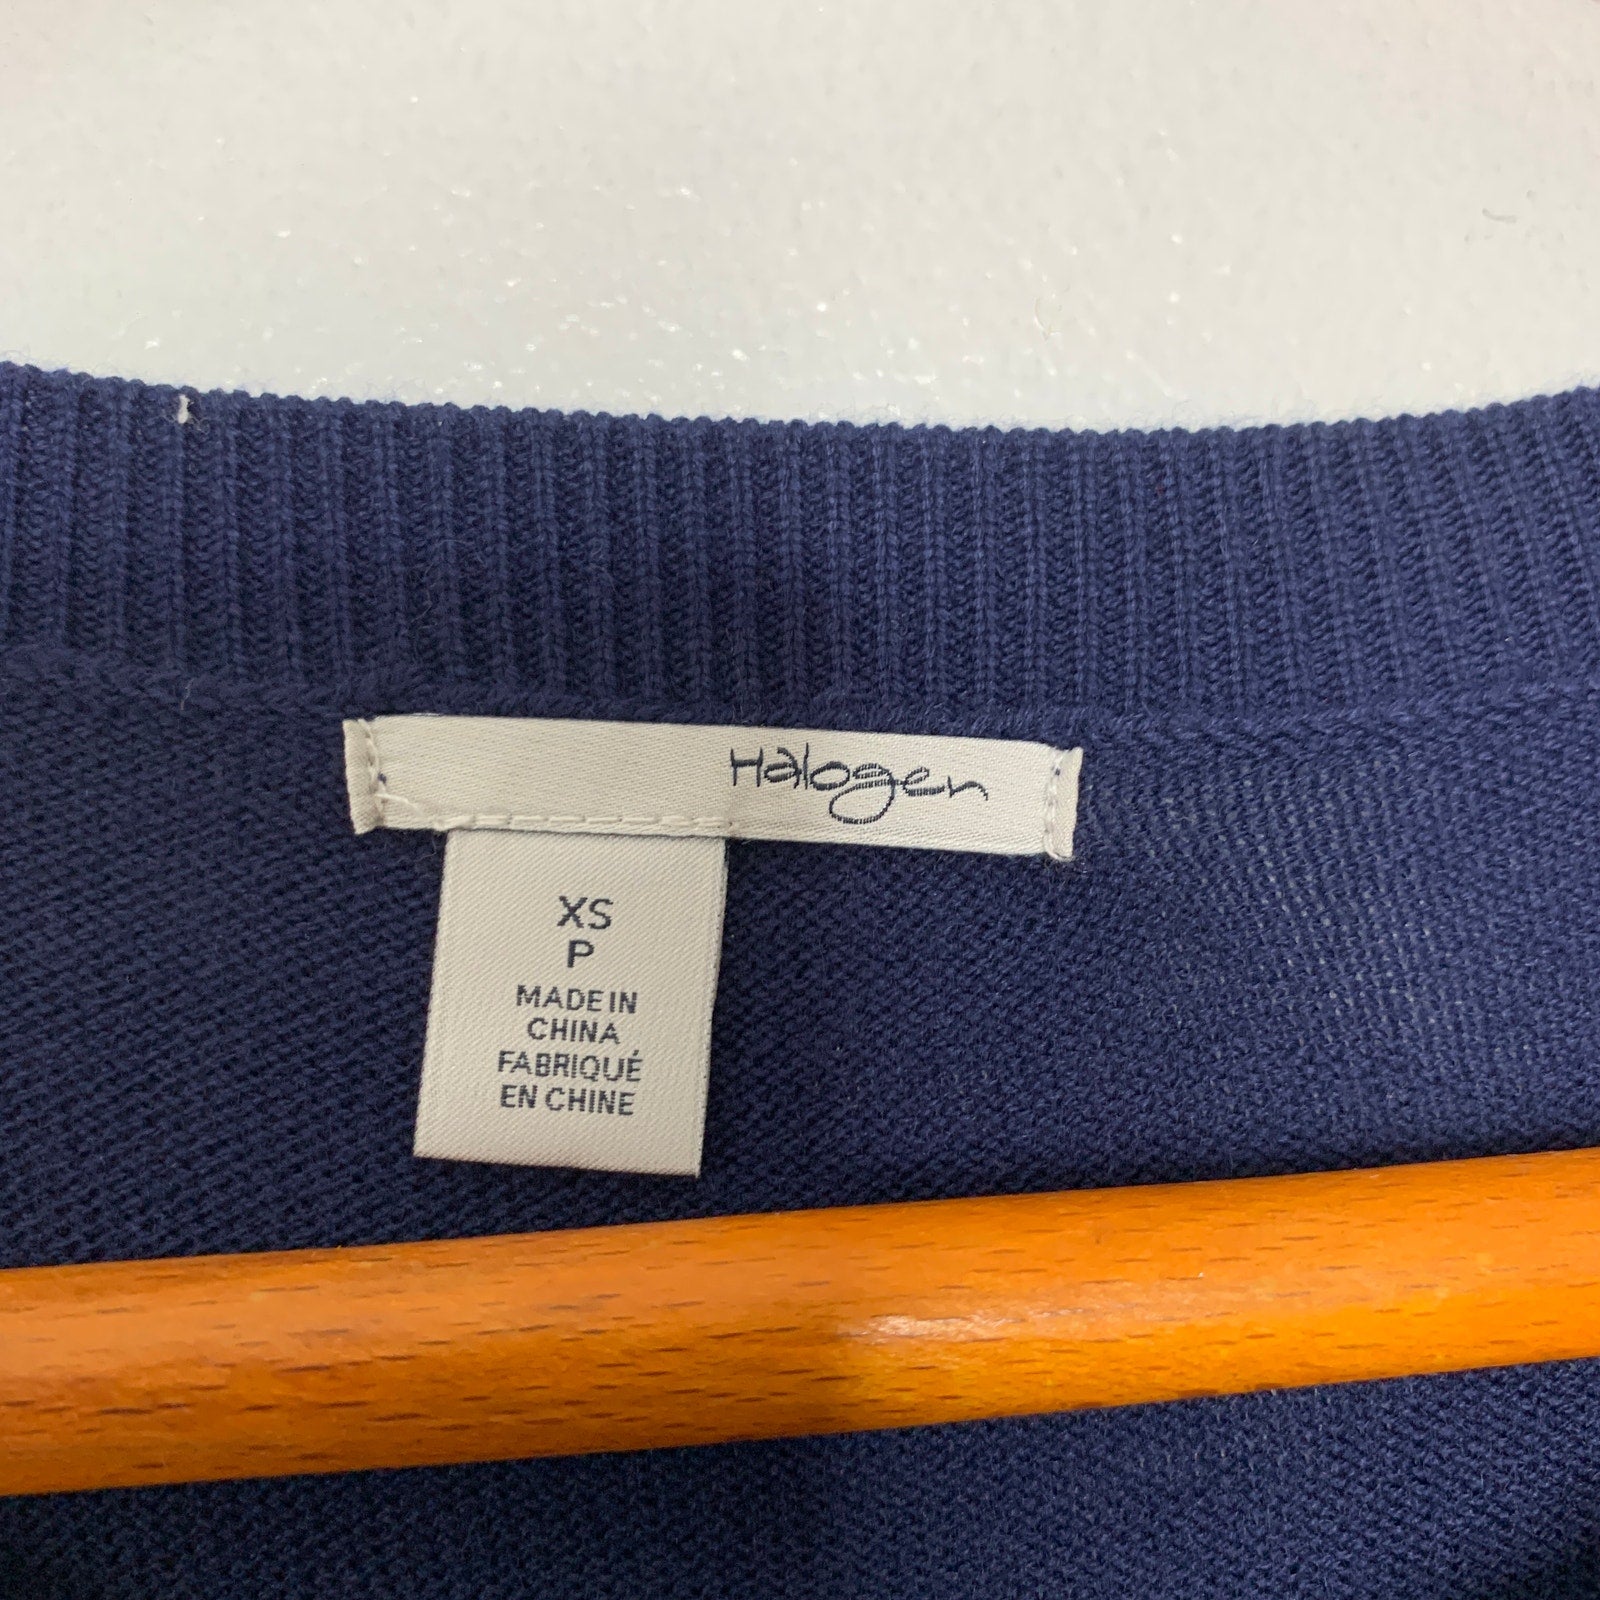 Halogen
XS
P
MADE IN
CHINA
FABRIQUÉ
EN CHINE